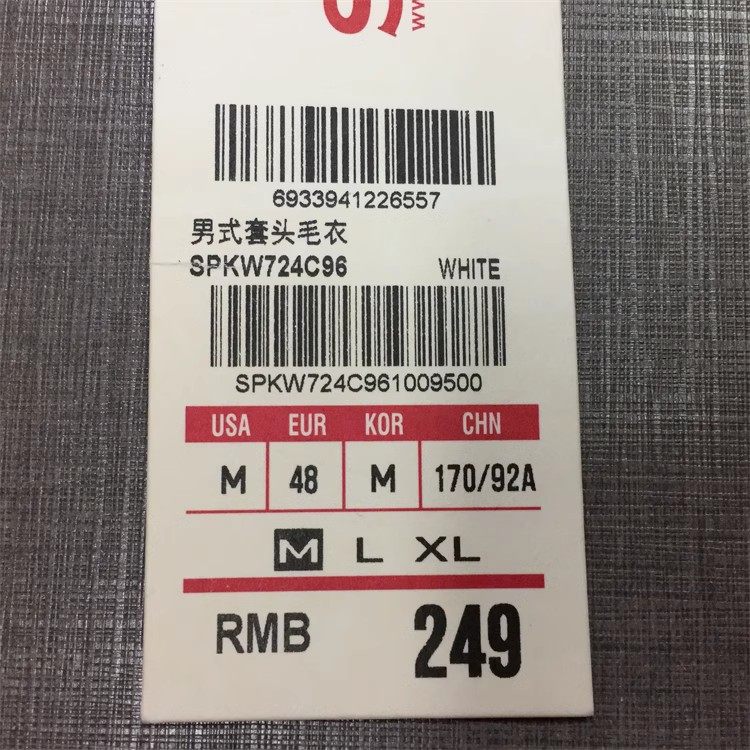 6933941226557
男式套头毛衣
SPKW724C96 WHITE
SPKW724C961009500
USA EUR KOR CHN
M 48 M 170/92A
M L XL
RMB 249